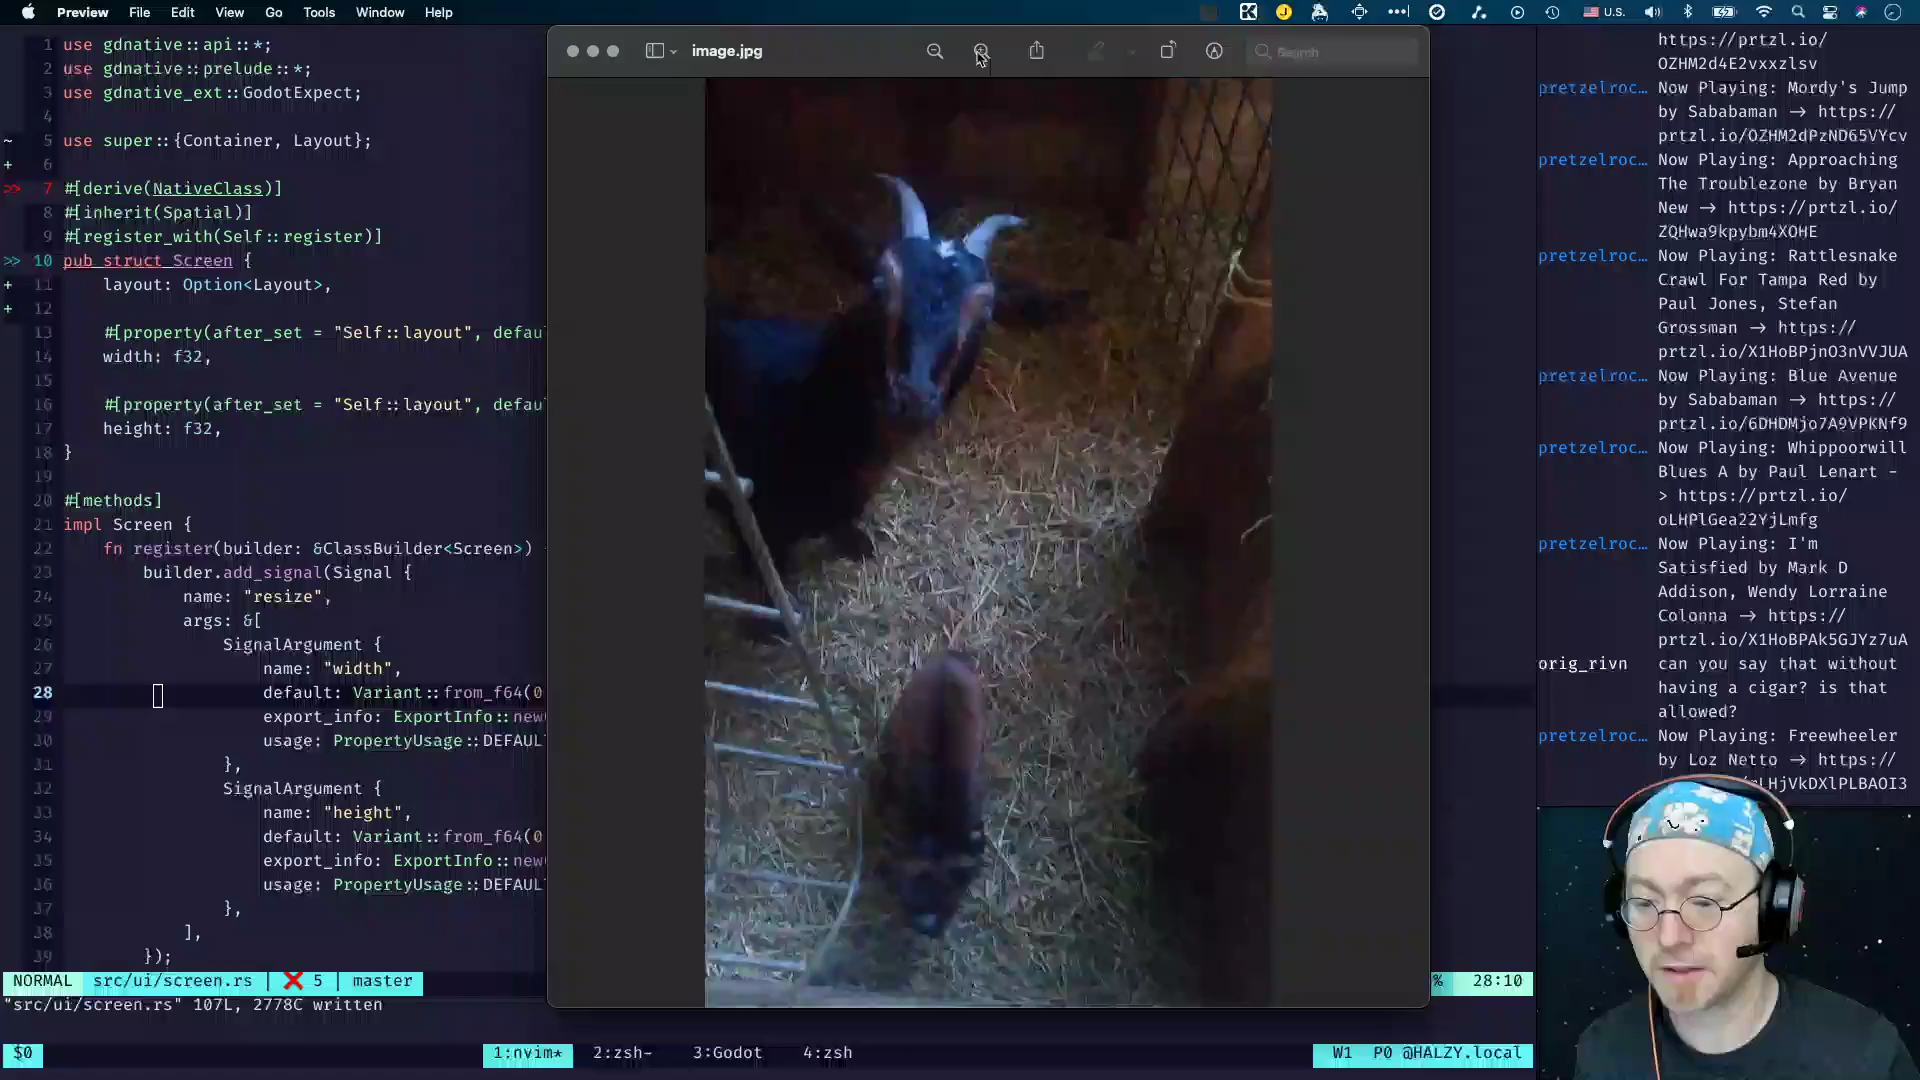 Preview File Edit View Go Tools Window Help
U.S.
1 use gdnative::api::*;
2 use gdnative::prelude::*;
3 use gdnative_ext::GodotExpect;
4
~ 5 use super::{Container, Layout};
+ 6
>> 7 #[derive(NativeClass)]
8 #[inherit(Spatial)]
9 #[register_with(Self::register)]
>> 10 pub struct Screen {
+ 11 layout: Option<Layout>,
+ 12
13 #[property(after_set = "Self::layout", defau
14 width: f32,
15
16 #[property(after_set = "Self::layout", defau
17 height: f32,
18 }
19
20 #[methods]
21 impl Screen {
22 fn register(builder: &ClassBuilder<Screen>)
23 builder.add_signal(Signal {
24 name: "resize",
25 args: &[
26 SignalArgument {
27 name: "width",
28 default: Variant::from_f64(0
29 export_info: ExportInfo::new(
30 usage: PropertyUsage::DEFAULT
31 },
32 SignalArgument {
33 name: "height",
34 default: Variant::from_f64(0
35 export_info: ExportInfo::new(
36 usage: PropertyUsage::DEFAULT
37 },
38 ],
39 });
NORMAL src/ui/screen.rs | ❌ 5 | master
% 28:10
"src/ui/screen.rs" 107L, 2778C written
$0 1:nvim* 2:zsh- 3:Godot 4:zsh W1 P0 @HALZY.local
image.jpg
Search
https://prtzl.io/
OZHM2d4E2vxxzlsv
pretzelroc… Now Playing: Mordy's Jump
by Sababaman -> https://
prtzl.io/OZHM2dPzND65VYcv
pretzelroc… Now Playing: Approaching
The Troublezone by Bryan
New -> https://prtzl.io/
ZQHwa9kpybm4XOHE
pretzelroc… Now Playing: Rattlesnake
Crawl For Tampa Red by
Paul Jones, Stefan
Grossman -> https://
prtzl.io/X1HoBPjnO3nVVJUA
pretzelroc… Now Playing: Blue Avenue
by Sababaman -> https://
prtzl.io/6DHDMjo7A9VPKNf9
pretzelroc… Now Playing: Whippoorwill
Blues A by Paul Lenart -
> https://prtzl.io/
oLHPlGea22YjLmfg
pretzelroc… Now Playing: I'm
Satisfied by Mark D
Addison, Wendy Lorraine
Colonna -> https://
prtzl.io/X1HoBPAk5GJYz7uA
orig_rivn can you say that without
having a cigar? is that
allowed?
pretzelroc… Now Playing: Freewheeler
by Loz Netto -> https://
LHjVkDXlPLBAOI3